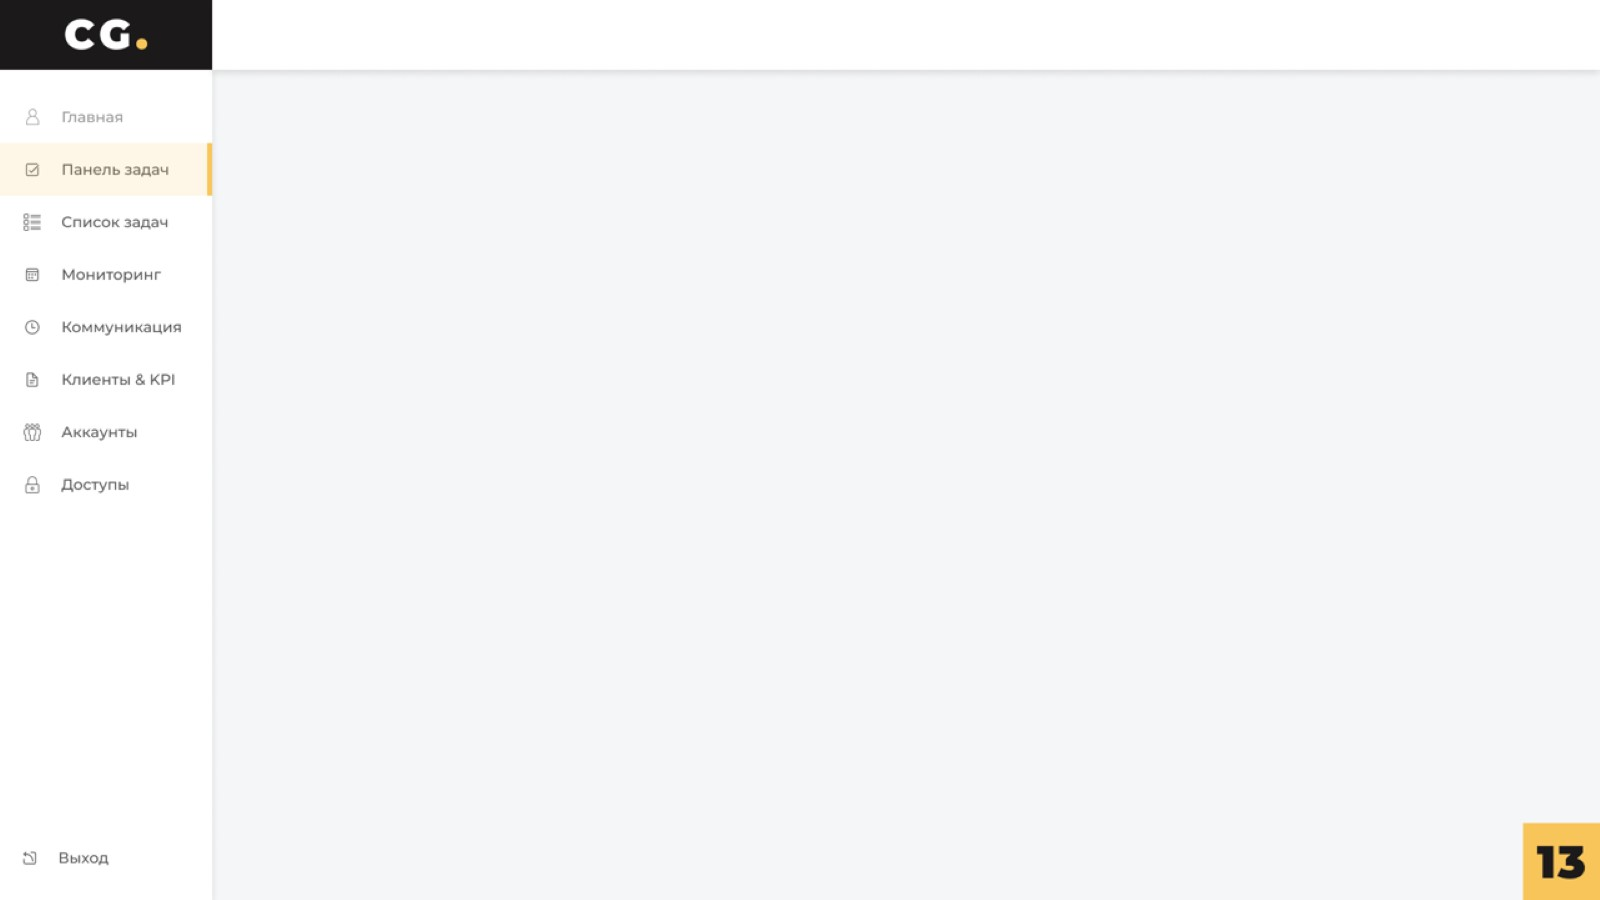 CG.
Главная
Панель задач
Список задач
Мониторинг
Коммуникация
Клиенты & KPI
Аккаунты
Доступы
Выход
13